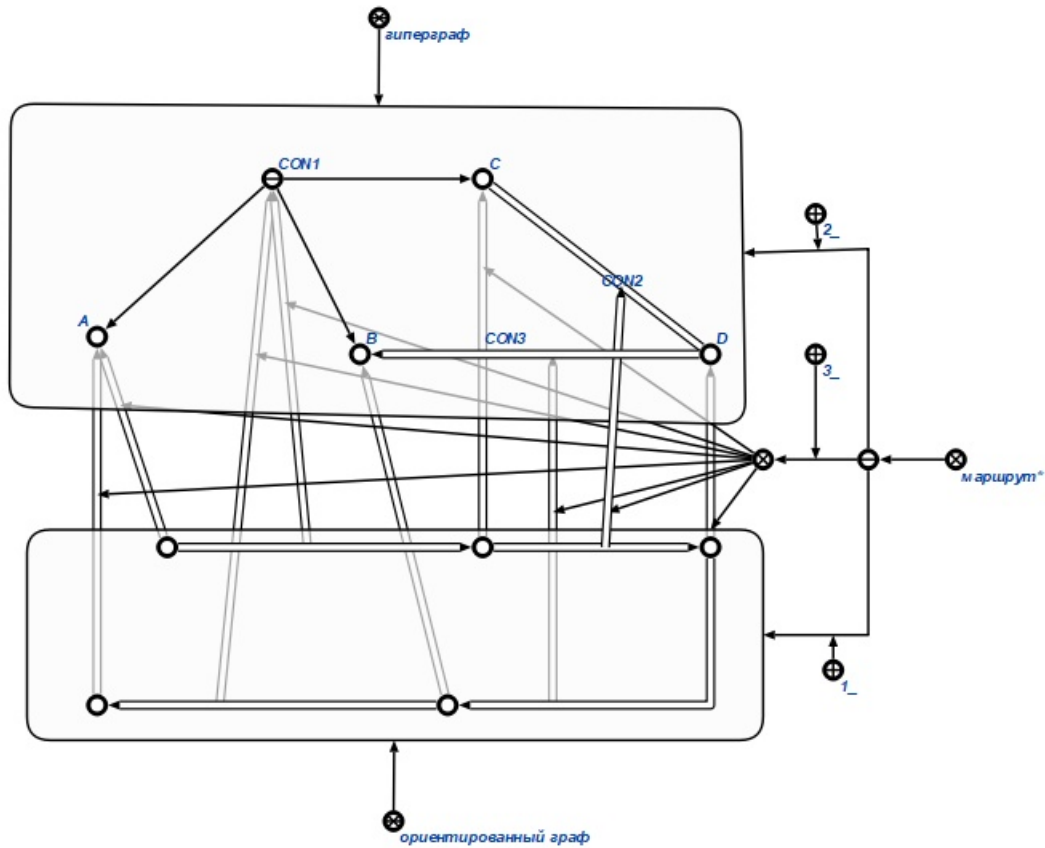 гиперграф
CON1
C
2_
CON2
A
B
CON3
D
3_
маршрут*
1_
ориентированный граф